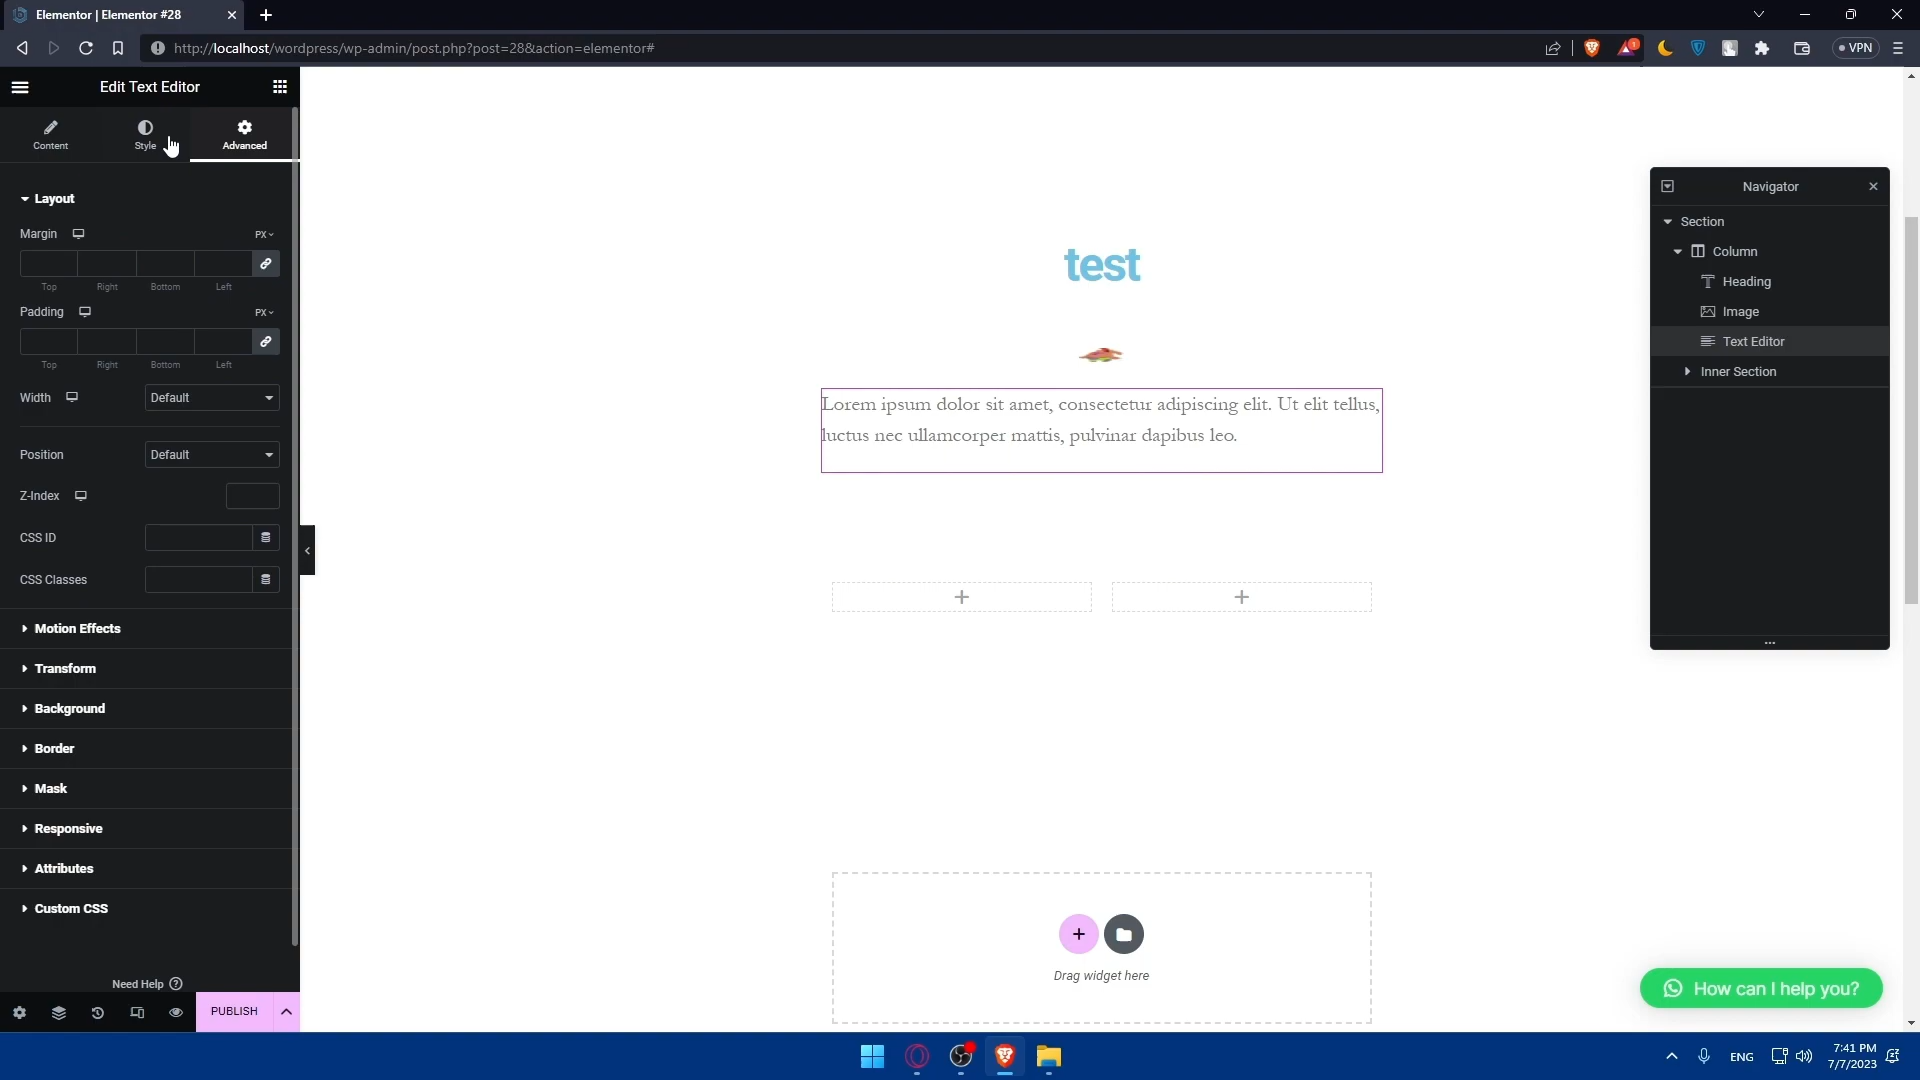 Elementor | Elementor #28
http://localhost/wordpress/wp-admin/post.php?post=28&action=elementor#
VPN
Edit Text Editor
Content
Style
Advanced
Layout
Margin
PX
Top
Right
Bottom
Left
Padding
PX
Top
Right
Bottom
Left
Width
Default
Position
Default
Z-Index
CSS ID
CSS Classes
Motion Effects
Transform
Background
Border
Mask
Responsive
Attributes
Custom CSS
Need Help
PUBLISH
test
Lorem ipsum dolor sit amet, consectetur adipiscing elit. Ut elit tellus,
luctus nec ullamcorper mattis, pulvinar dapibus leo.
Drag widget here
Navigator
Section
Column
Heading
Image
Text Editor
Inner Section
How can I help you?
ENG
7:41 PM
7/7/2023